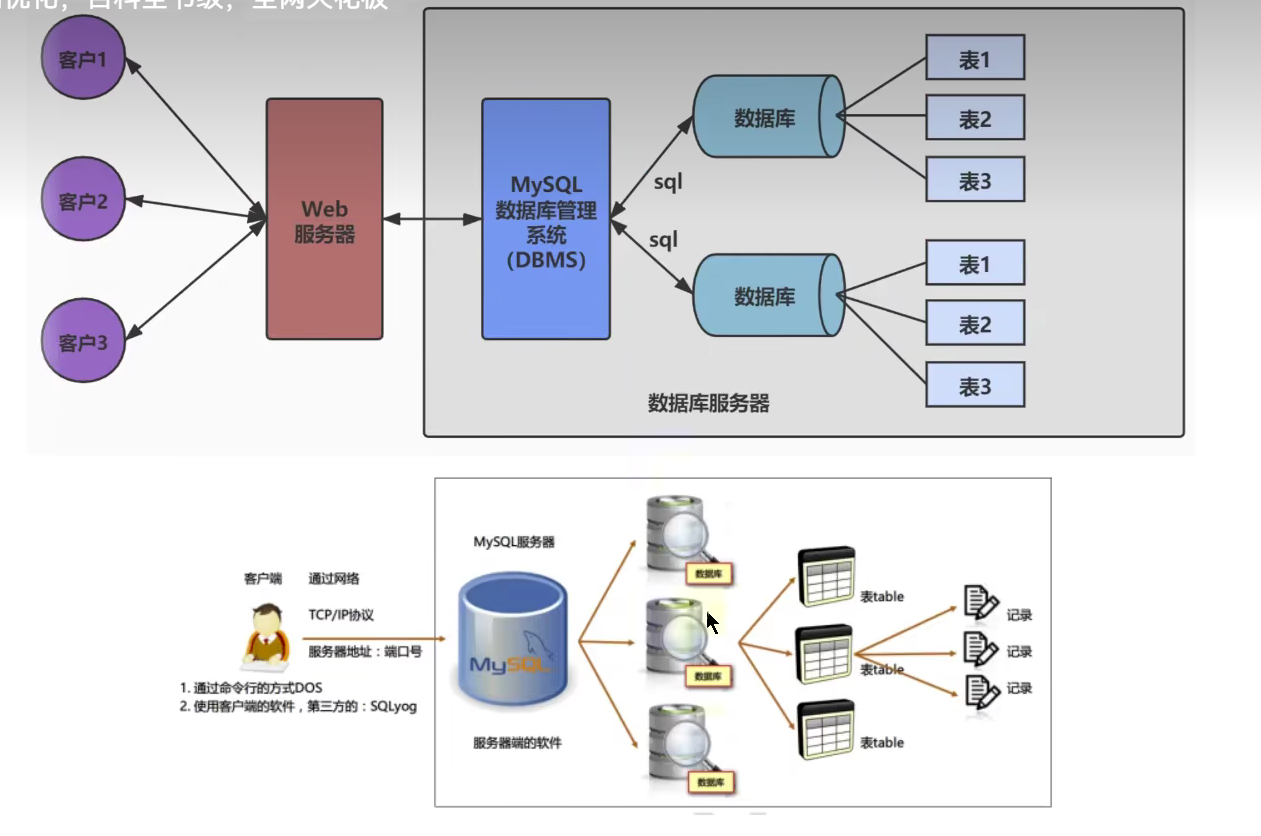 客户1
客户2
客户3
Web
服务器
MySQL
数据库管理
系统
(DBMS)
sql
sql
数据库
数据库
表1
表2
表3
表1
表2
表3
数据库服务器
客户端
通过网络
TCP/IP协议
服务器地址：端口号
1. 通过命令行的方式DOS
2. 使用客户端的软件，第三方的：SQLyog
MySQL服务器
MySQL
服务器端的软件
数据库
数据库
数据库
表table
表table
表table
记录
记录
记录